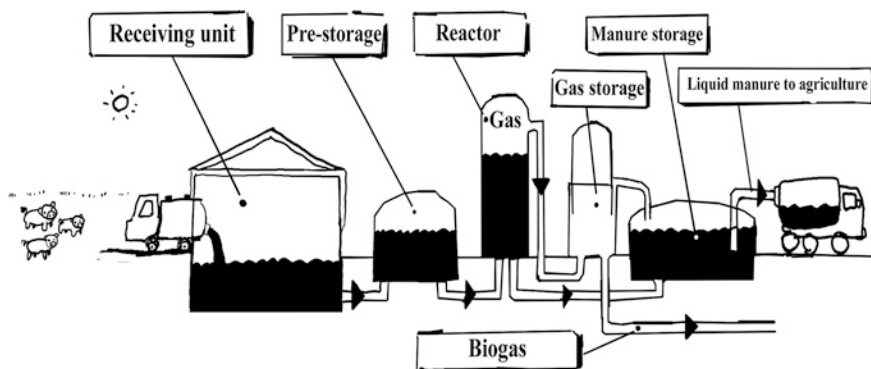 Receiving unit
Pre-storage
Reactor
Manure storage
Gas storage
Liquid manure to agriculture
Gas
Biogas